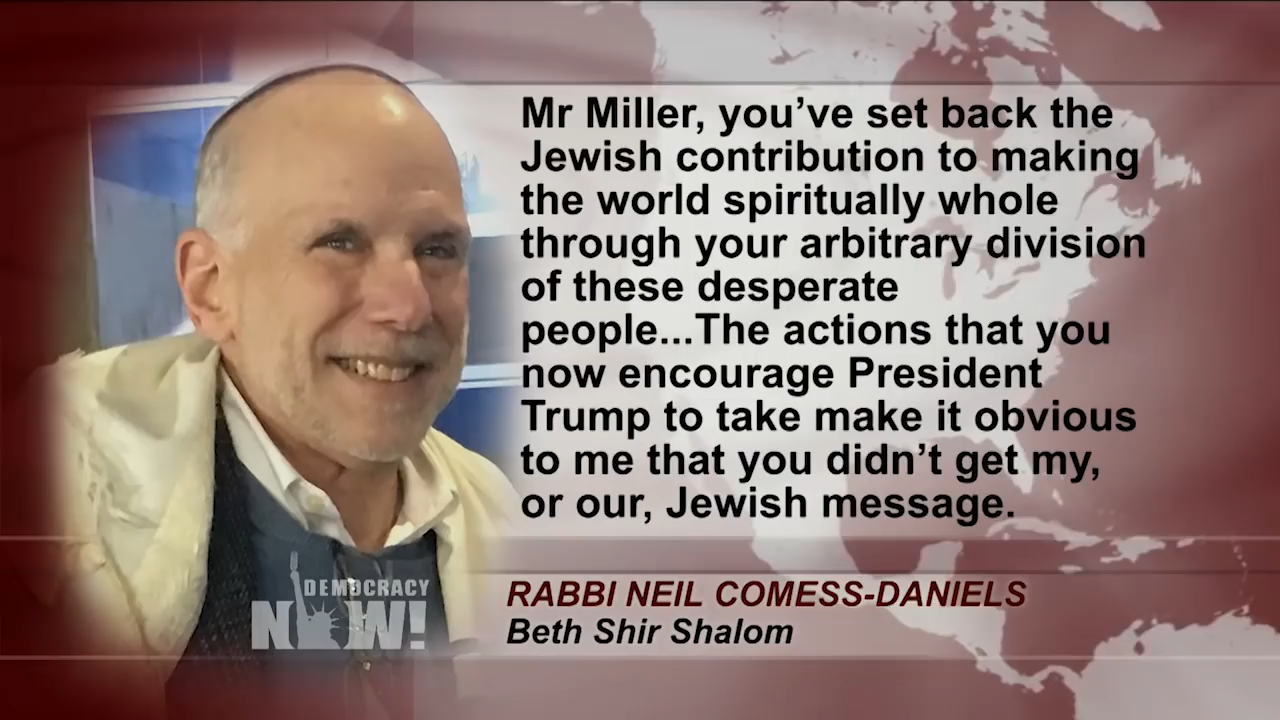 Mr Miller, you’ve set back the
Jewish contribution to making
the world spiritually whole
through your arbitrary division
of these desperate
people...The actions that you
now encourage President
Trump to take make it obvious
to me that you didn’t get my,
or our, Jewish message.
RABBI NEIL COMESS-DANIELS
Beth Shir Shalom
DEMOCRACY
NOW!